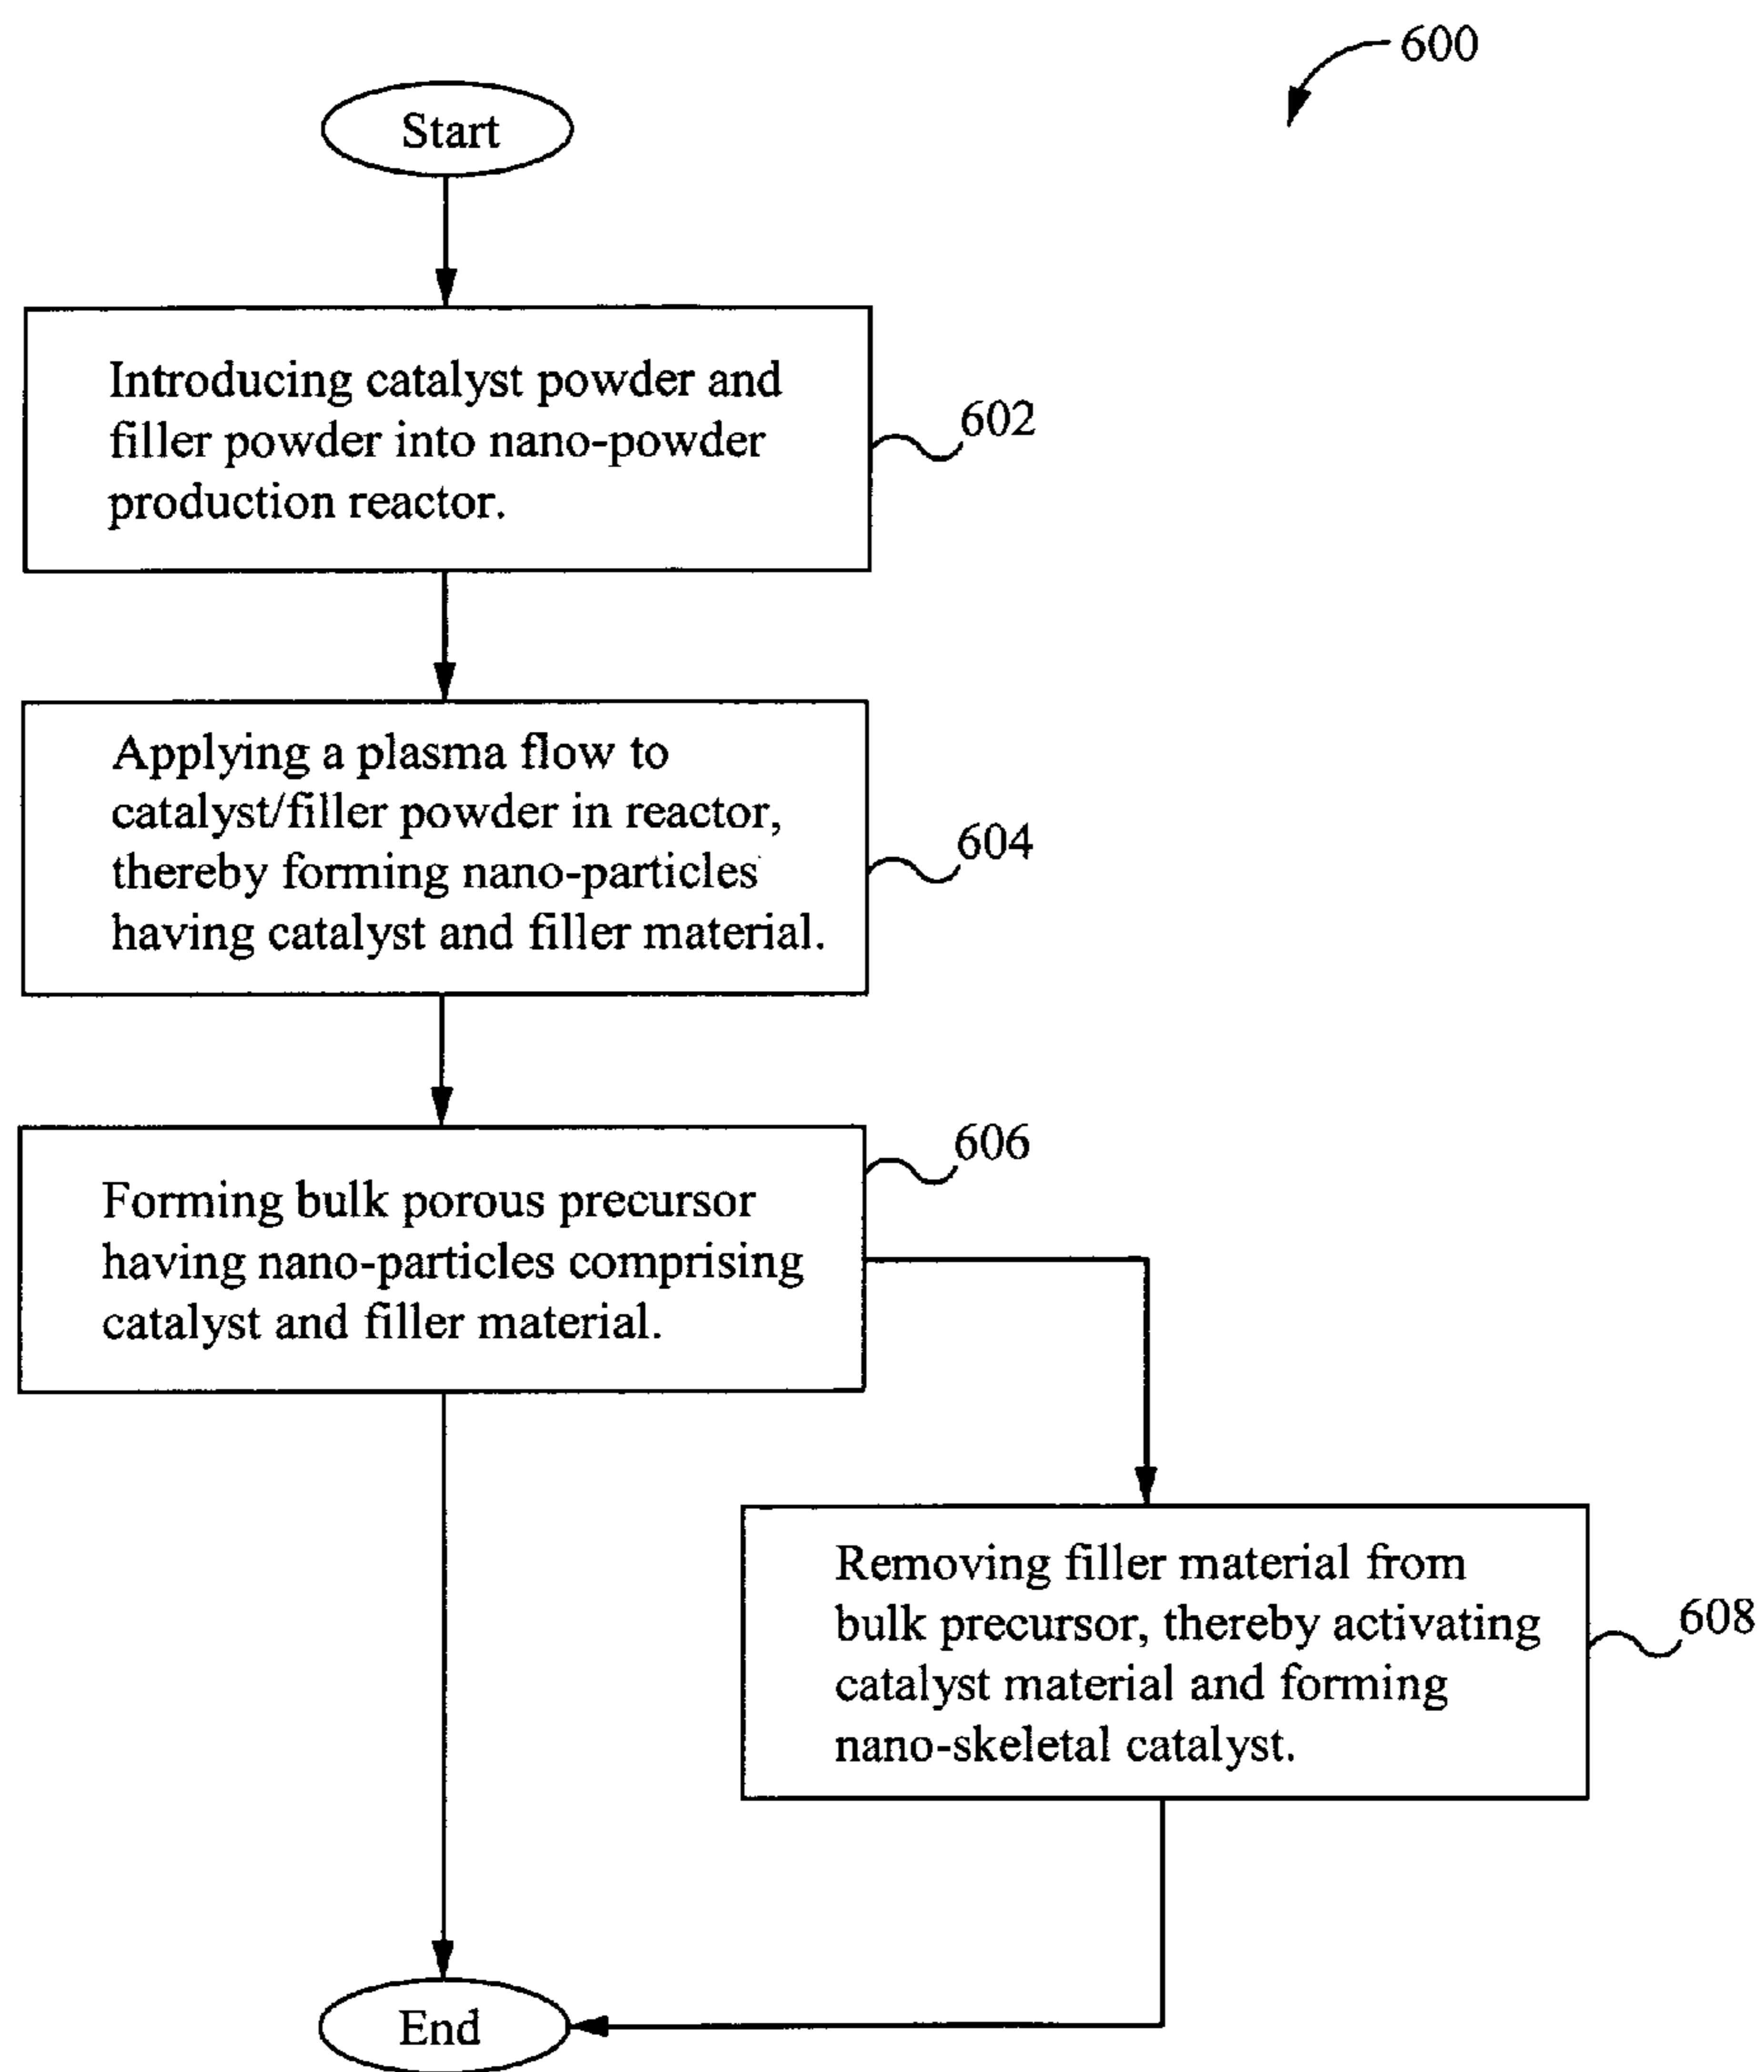 600
Start
Introducing catalyst powder and
filler powder into nano-powder
production reactor.
602
Applying a plasma flow to
catalyst/filler powder in reactor,
thereby forming nano-particles
having catalyst and filler material.
604
Forming bulk porous precursor
having nano-particles comprising
catalyst and filler material.
606
Removing filler material from
bulk precursor, thereby activating
catalyst material and forming
nano-skeletal catalyst.
608
End